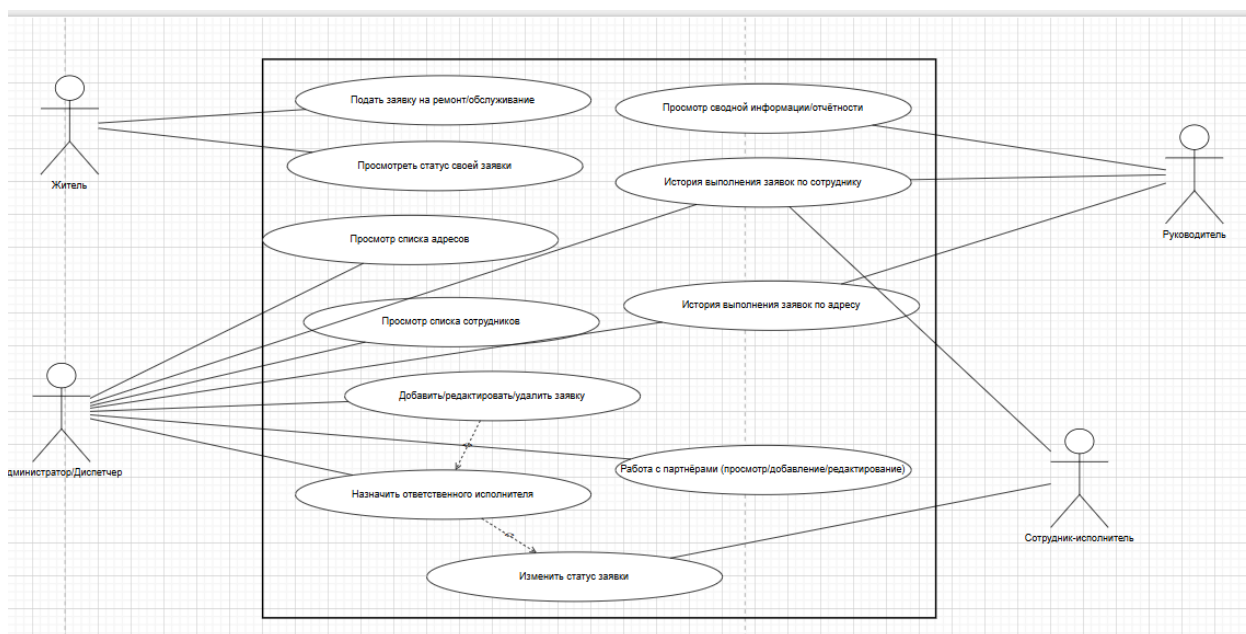 Подать заявку на ремонт/обслуживание
Просмотр сводной информации/отчётности
Просмотреть статус своей заявки
Житель
История выполнения заявок по сотруднику
Руководитель
Просмотр списка адресов
История выполнения заявок по адресу
Просмотр списка сотрудников
Добавить/редактировать/удалить заявку
дминистратор/Диспетчер
Работа с партнёрами (просмотр/добавление/редактирование)
Назначить ответственного исполнителя
Сотрудник-исполнитель
Изменить статус заявки